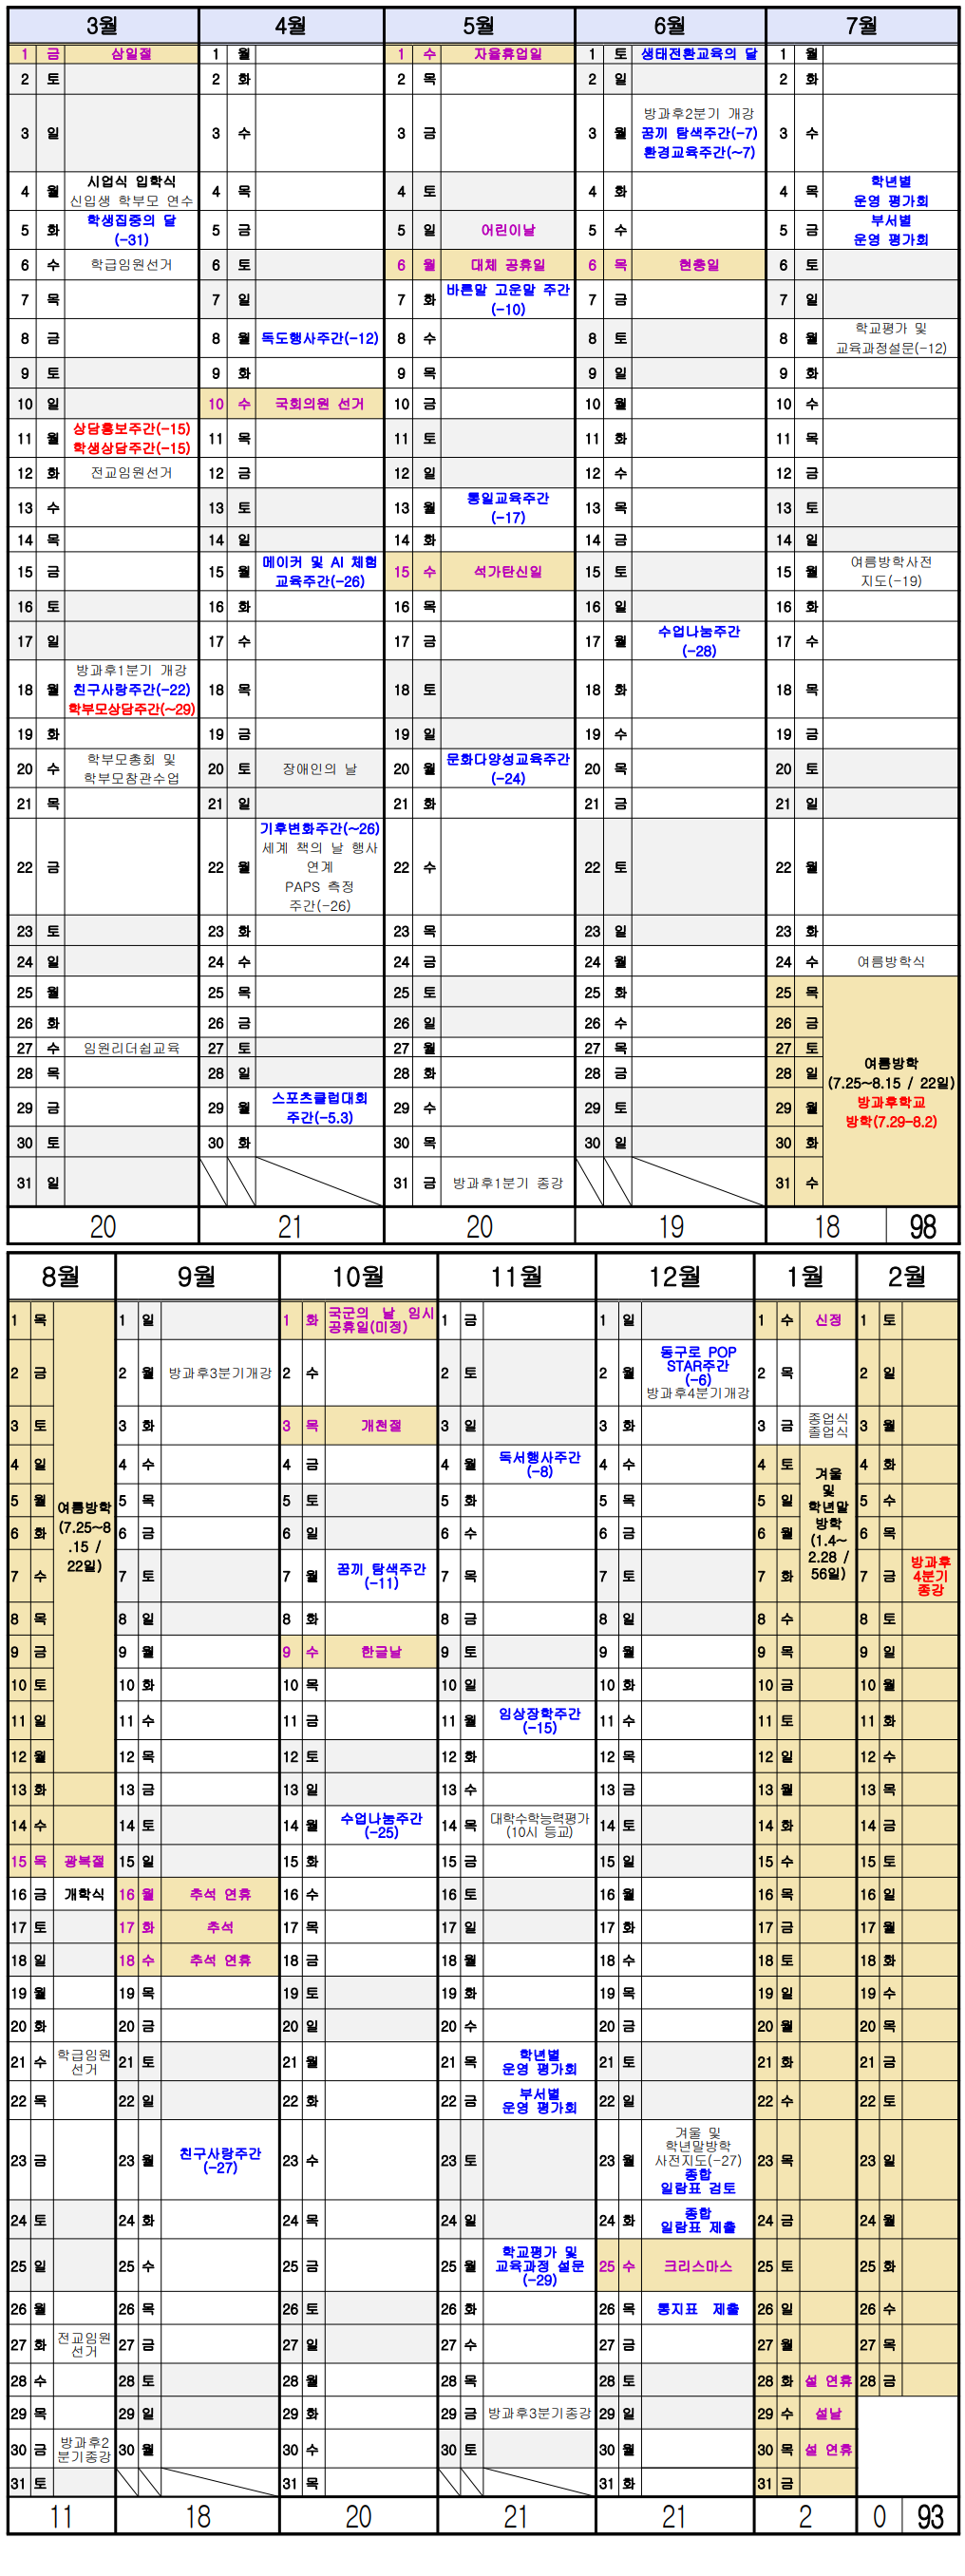 3월 4월 5월 6월 7월
1 금 삼일절 1 월 1 수 자율휴업일 1 토 생태전환교육의 달 1 월
2 토 2 화 2 목 2 일 2 화
방과후2분기 개강
3 일 3 수 3 금 3 월 꿈끼 탐색주간(-7) 3 수
환경교육주간(~7)
시업식 입학식 학년별
4 월 4 목 4 토 4 화 4 목
신입생 학부모 연수 운영 평가회
학생집중의 달 부서별
5 화 5 금 5 일 어린이날 5 수 5 금
(-31) 운영 평가회
6 수 학급임원선거 6 토 6 월 대체 공휴일 6 목 현충일 6 토
바른말 고운말 주간
7 목 7 일 7 화 7 금 7 일
(-10)
학교평가 및
8 금 8 월 독도행사주간(-12) 8 수 8 토 8 월
교육과정설문(-12)
9 토 9 화 9 목 9 일 9 화
10 일 10 수 국회의원 선거 10 금 10 월 10 수
상담홍보주간(-15)
11 월 11 목 11 토 11 화 11 목
학생상담주간(-15)
12 화 전교임원선거 12 금 12 일 12 수 12 금
통일교육주간
13 수 13 토 13 월 13 목 13 토
(-17)
14 목 14 일 14 화 14 금 14 일
메이커 및 AI 체험 여름방학사전
15 금 15 월 15 수 석가탄신일 15 토 15 월
교육주간(-26) 지도(-19)
16 토 16 화 16 목 16 일 16 화
수업나눔주간
17 일 17 수 17 금 17 월 17 수
(-28)
방과후1분기 개강
18 월 친구사랑주간(-22) 18 목 18 토 18 화 18 목
학부모상담주간(~29)
19 화 19 금 19 일 19 수 19 금
학부모총회 및 문화다양성교육주간
20 수 20 토 장애인의 날 20 월 20 목 20 토
학부모참관수업 (-24)
21 목 21 일 21 화 21 금 21 일
기후변화주간(~26)
세계 책의 날 행사
22 금 22 월 연계 22 수 22 토 22 월
PAPS 측정
주간(-26)
23 토 23 화 23 목 23 일 23 화
24 일 24 수 24 금 24 월 24 수 여름방학식
25 월 25 목 25 토 25 화 25 목
26 화 26 금 26 일 26 수 26 금
27 수 임원리더쉽교육 27 토 27 월 27 목 27 토
여름방학
28 목 28 일 28 화 28 금 28 일
(7.25~8.15 / 22일)
스포츠클럽대회 방과후학교
29 금 29 월 29 수 29 토 29 월
주간(-5.3) 방학(7.29-8.2)
30 토 30 화 30 목 30 일 30 화
31 일 31 금 방과후1분기 종강 31 수
20 21 20 19 18 98
8월 9월 10월 11월 12월 1월 2월
1 목 1 일 1 화 국군의 날 임시 1 금 1 일 1 수 신정 1 토
공휴일(미정)
동구로 POP
STAR주간
2 금 2 월 방과후3분기개강 2 수 2 토 2 월 (-6) 2 목 2 일
방과후4분기개강
3 토 3 화 3 목 개천절 3 일 3 화 3 금 종업식 3 월
졸업식
4 일 4 수 4 금 4 월 독서행사주간 4 수 4 토 겨울 4 화
(-8) 및
5 월 여름방학 5 목 5 토 5 화 5 목 5 일 학년말 5 수
6 화 (7.25~8 6 금 6 일 6 수 6 금 6 월 방학 6 목
.15 / (1.4~
22일) 2.28 /
7 수 7 토 7 월 꿈끼 탐색주간 7 목 7 토 7 화 56일) 7 금 방과후
(-11) 4분기
종강
8 목 8 일 8 화 8 금 8 일 8 수 8 토
9 금 9 월 9 수 한글날 9 토 9 월 9 목 9 일
10 토 10 화 10 목 10 일 10 화 10 금 10 월
11 일 11 수 11 금 11 월 임상장학주간 11 수 11 토 11 화
(-15)
12 월 12 목 12 토 12 화 12 목 12 일 12 수
13 화 13 금 13 일 13 수 13 금 13 월 13 목
14 수 14 토 14 월 수업나눔주간 14 목 대학수학능력평가 14 토 14 화 14 금
(-25) (10시 등교)
15 목 광복절 15 일 15 화 15 금 15 일 15 수 15 토
16 금 개학식 16 월 추석 연휴 16 수 16 토 16 월 16 목 16 일
17 토 17 화 추석 17 목 17 일 17 화 17 금 17 월
18 일 18 수 추석 연휴 18 금 18 월 18 수 18 토 18 화
19 월 19 목 19 토 19 화 19 목 19 일 19 수
20 화 20 금 20 일 20 수 20 금 20 월 20 목
21 수 학급임원 21 토 21 월 21 목 학년별 21 토 21 화 21 금
선거 운영 평가회
22 목 22 일 22 화 22 금 부서별 22 일 22 수 22 토
운영 평가회
겨울 및
학년말방학
23 금 23 월 친구사랑주간 23 수 23 토 23 월 사전지도(-27) 23 목 23 일
(-27) 종합
일람표 검토
24 토 24 화 24 목 24 일 24 화 종합 24 금 24 월
일람표 제출
학교평가 및
25 일 25 수 25 금 25 월 교육과정 설문 25 수 크리스마스 25 토 25 화
(-29)
26 월 26 목 26 토 26 화 26 목 통지표 제출 26 일 26 수
27 화 전교임원 27 금 27 일 27 수 27 금 27 월 27 목
선거
28 수 28 토 28 월 28 목 28 토 28 화 설 연휴 28 금
29 목 29 일 29 화 29 금 방과후3분기종강 29 일 29 수 설날
30 금 방과후2 30 월 30 수 30 토 30 월 30 목 설 연휴
분기종강
31 토 31 목 31 화 31 금
11 18 20 21 21 2 0 93